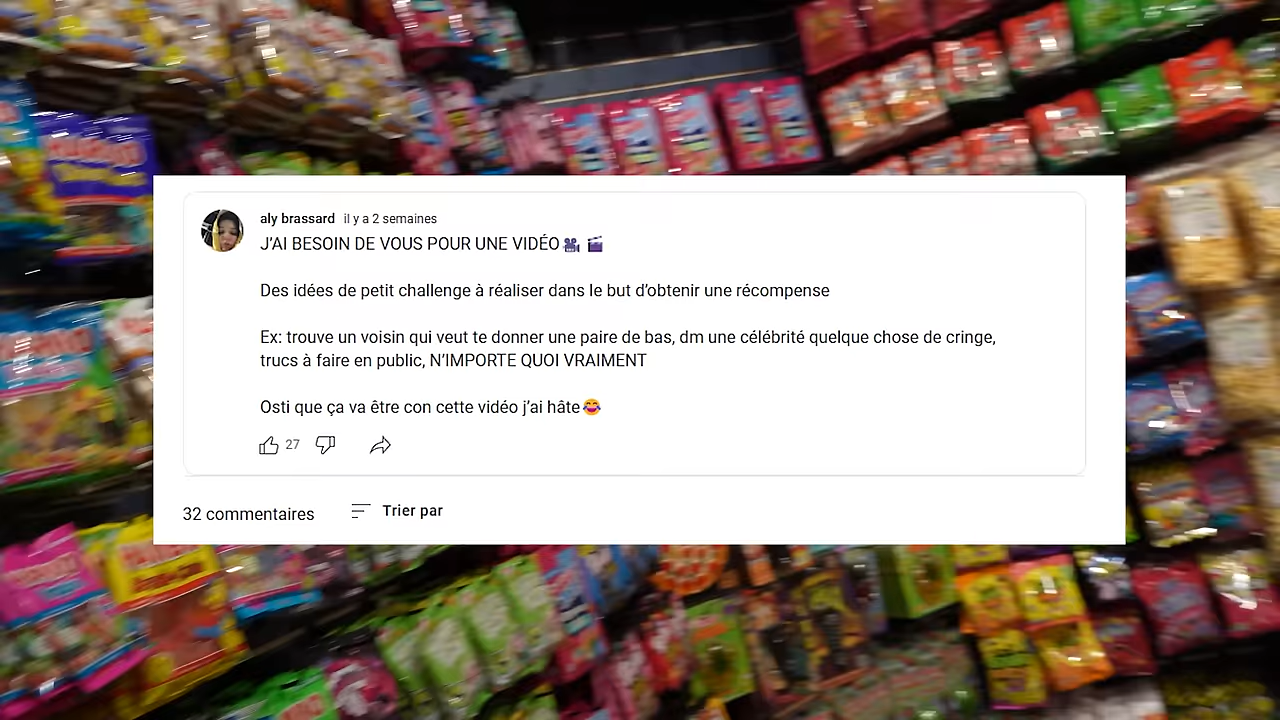 aly brassard il y a 2 semaines
J'AI BESOIN DE VOUS POUR UNE VIDÉO🎥 🎬
Des idées de petit challenge à réaliser dans le but d'obtenir une récompense
Ex: trouve un voisin qui veut te donner une paire de bas, dm une célébrité quelque chose de cringe,
trucs à faire en public, N'IMPORTE QUOI VRAIMENT
Osti que ça va être con cette vidéo j'ai hâte😂
27
32 commentaires Trier par